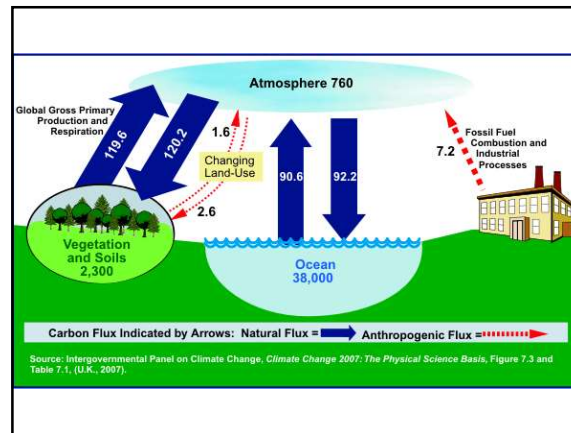 Atmosphere 760
Global Gross Primary
Production and
Respiration
119.6
120.2
1.6
Changing
Land-Use
2.6
90.6
92.2
7.2
Fossil Fuel
Combustion and
Industrial
Processes
Vegetation
and Soils
2,300
Ocean
38,000
Carbon Flux Indicated by Arrows: Natural Flux = Anthropogenic Flux =
Source: Intergovernmental Panel on Climate Change, Climate Change 2007: The Physical Science Basis, Figure 7.3 and
Table 7.1, (U.K., 2007).